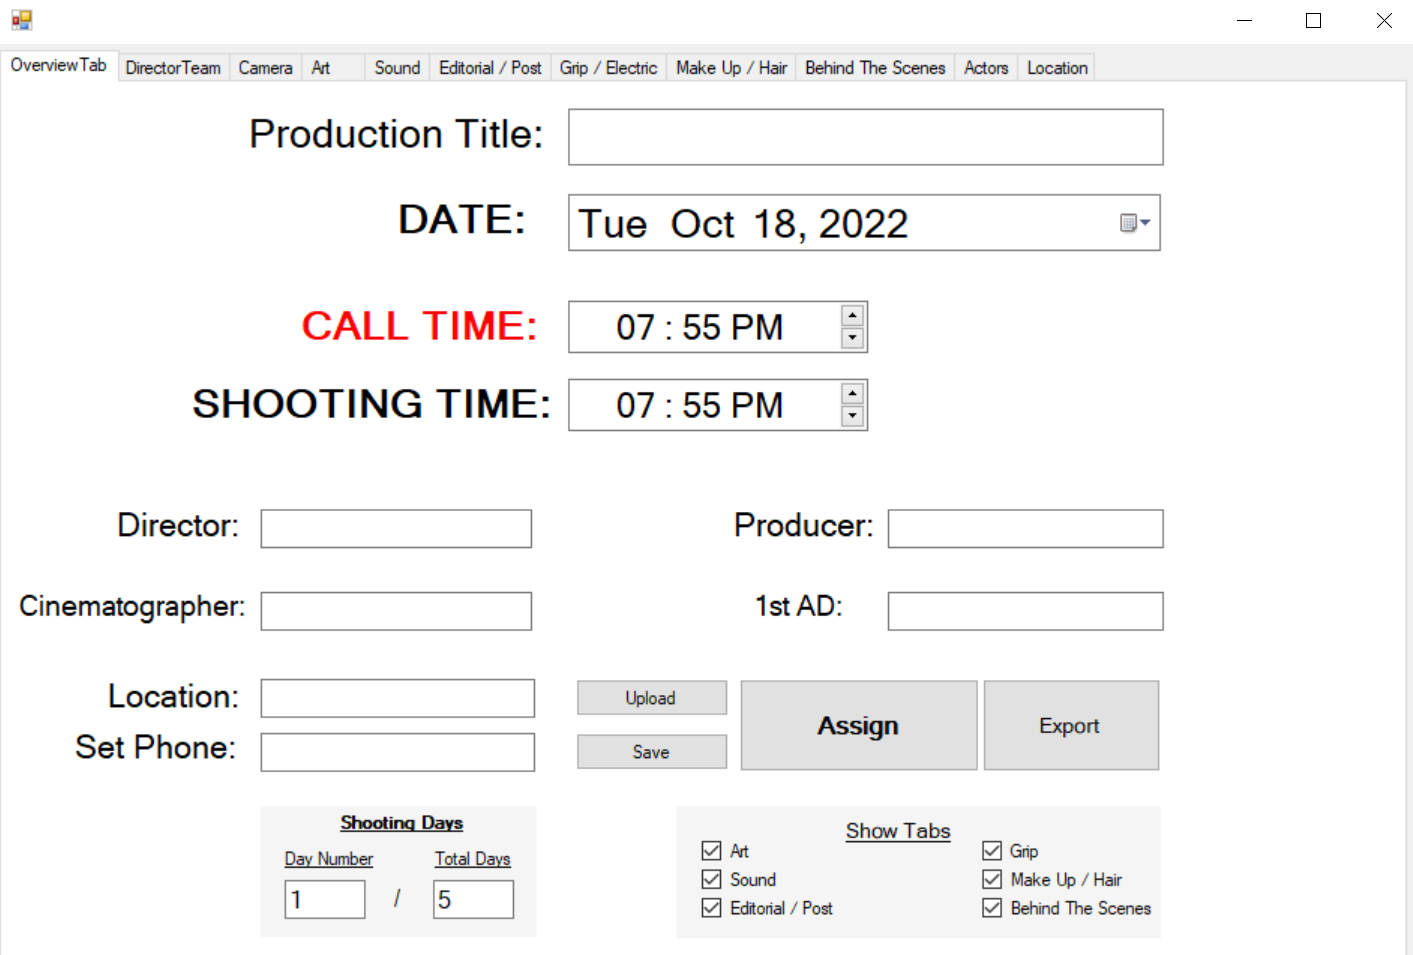 OverviewTab DirectorTeam Camera Art Sound Editorial / Post Grip / Electric Make Up / Hair Behind The Scenes Actors Location
Production Title:
DATE: Tue Oct 18, 2022
CALL TIME: 07 : 55 PM
SHOOTING TIME: 07 : 55 PM
Director: Producer:
Cinematographer: 1st AD:
Location: Upload Assign Export
Set Phone: Save
Shooting Days
Day Number Total Days
1 / 5
Show Tabs
Art Grip
Sound Make Up / Hair
Editorial / Post Behind The Scenes